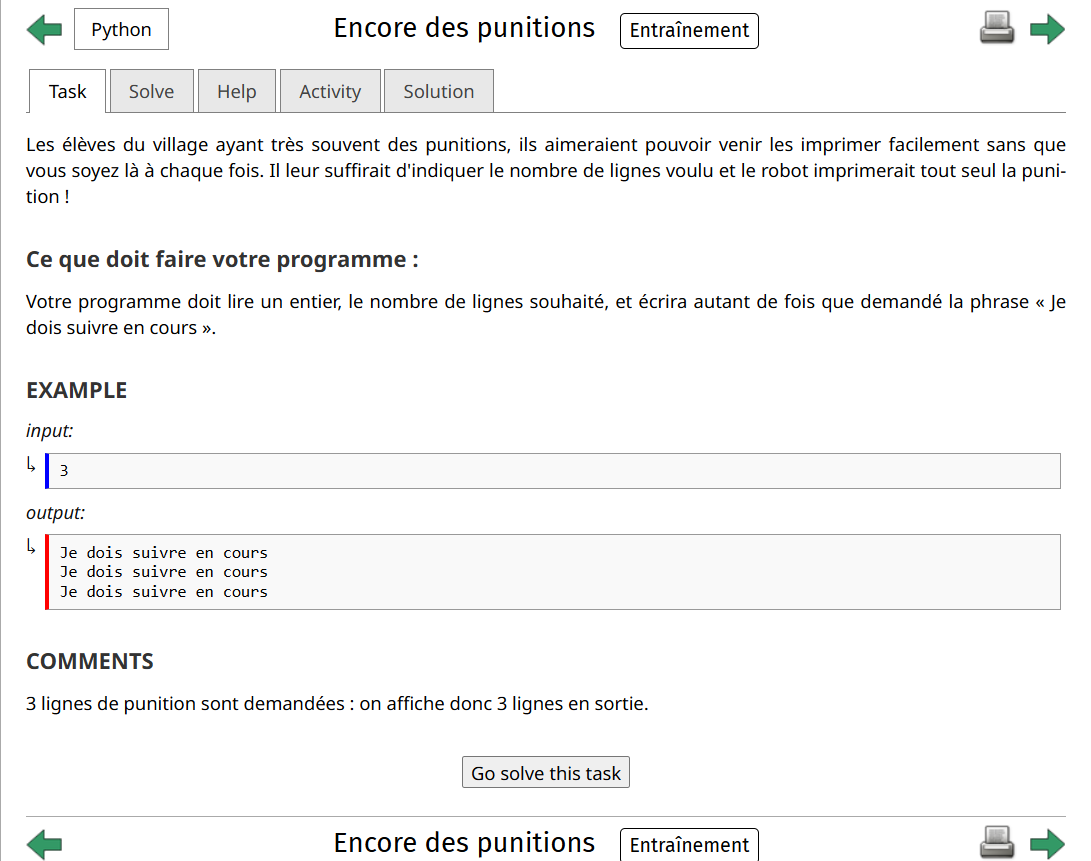 Python
Encore des punitions
Entraînement
Task
Solve
Help
Activity
Solution
Les élèves du village ayant très souvent des punitions, ils aimeraient pouvoir venir les imprimer facilement sans que
vous soyez là à chaque fois. Il leur suffirait d'indiquer le nombre de lignes voulu et le robot imprimerait tout seul la puni-
tion !
Ce que doit faire votre programme :
Votre programme doit lire un entier, le nombre de lignes souhaité, et écrira autant de fois que demandé la phrase « Je
dois suivre en cours ».
EXAMPLE
input:
3
output:
Je dois suivre en cours
Je dois suivre en cours
Je dois suivre en cours
COMMENTS
3 lignes de punition sont demandées : on affiche donc 3 lignes en sortie.
Go solve this task
Encore des punitions
Entraînement